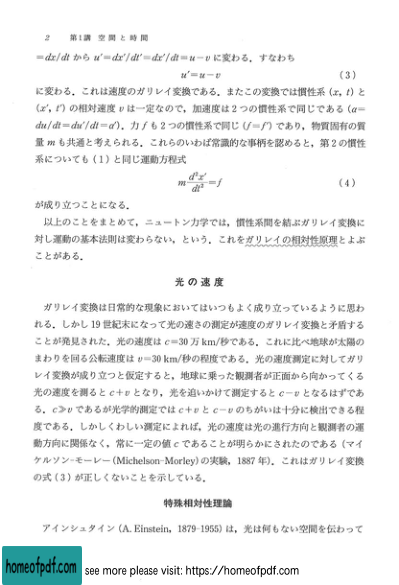 2 第1講 空間と時間
=dx/dt から u′=dx′/dt′=dx′/dt=u−v に変わる．すなわち
u′=u−v (3)
に変わる．これは速度のガリレイ変換である．またこの変換では慣性系 (x, t) と
(x′, t′) の相対速度 v は一定なので，加速度は 2 つの慣性系で同じである (α=
du/dt=du′/dt=α′)．力 f も 2 つの慣性系で同じ (f=f′) であり，物質固有の質
量 m も共通と考えられる．これらのいわば常識的な事柄を認めると，第 2 の慣性
系についても (1) と同じ運動方程式
m d²x′/dt² = f (4)
が成り立つことになる．
以上のことをまとめて，ニュートン力学では，慣性系間を結ぶガリレイ変換に
対し運動の基本法則は変わらない，という．これをガリレイの相対性原理とよぶ
ことがある．
光の速度
ガリレイ変換は日常的な現象においてはいつもよく成り立っているように思わ
れる．しかし 19 世紀末になって光の速さの測定が速度のガリレイ変換と矛盾する
ことが発見された．光の速度は c=30 万 km/秒である．これに比べ地球が太陽の
まわりを回る公転速度は v=30 km/秒の程度である．光の速度測定に対してガリ
レイ変換が成り立つと仮定すると，地球に乗った観測者が正面から向かってくる
光の速度を測ると c+v となり，光を追いかけて測定すると c−v となるはずであ
る．c≫v であるが光学的測定では c+v と c−v のちがいは十分に検出できる程
度である．しかしくわしい測定によれば，光の速度は光の進行方向と観測者の運
動方向に関係なく，常に一定の値 c であることが明らかにされたのである (マイ
ケルソン-モーレー (Michelson-Morley) の実験，1887 年)．これはガリレイ変換
の式 (3) が正しくないことを示している．
特殊相対性理論
アインシュタイン (A. Einstein, 1879-1955) は，光は何もない空間を伝わって
homeofpdf.com
see more please visit: https://homeofpdf.com